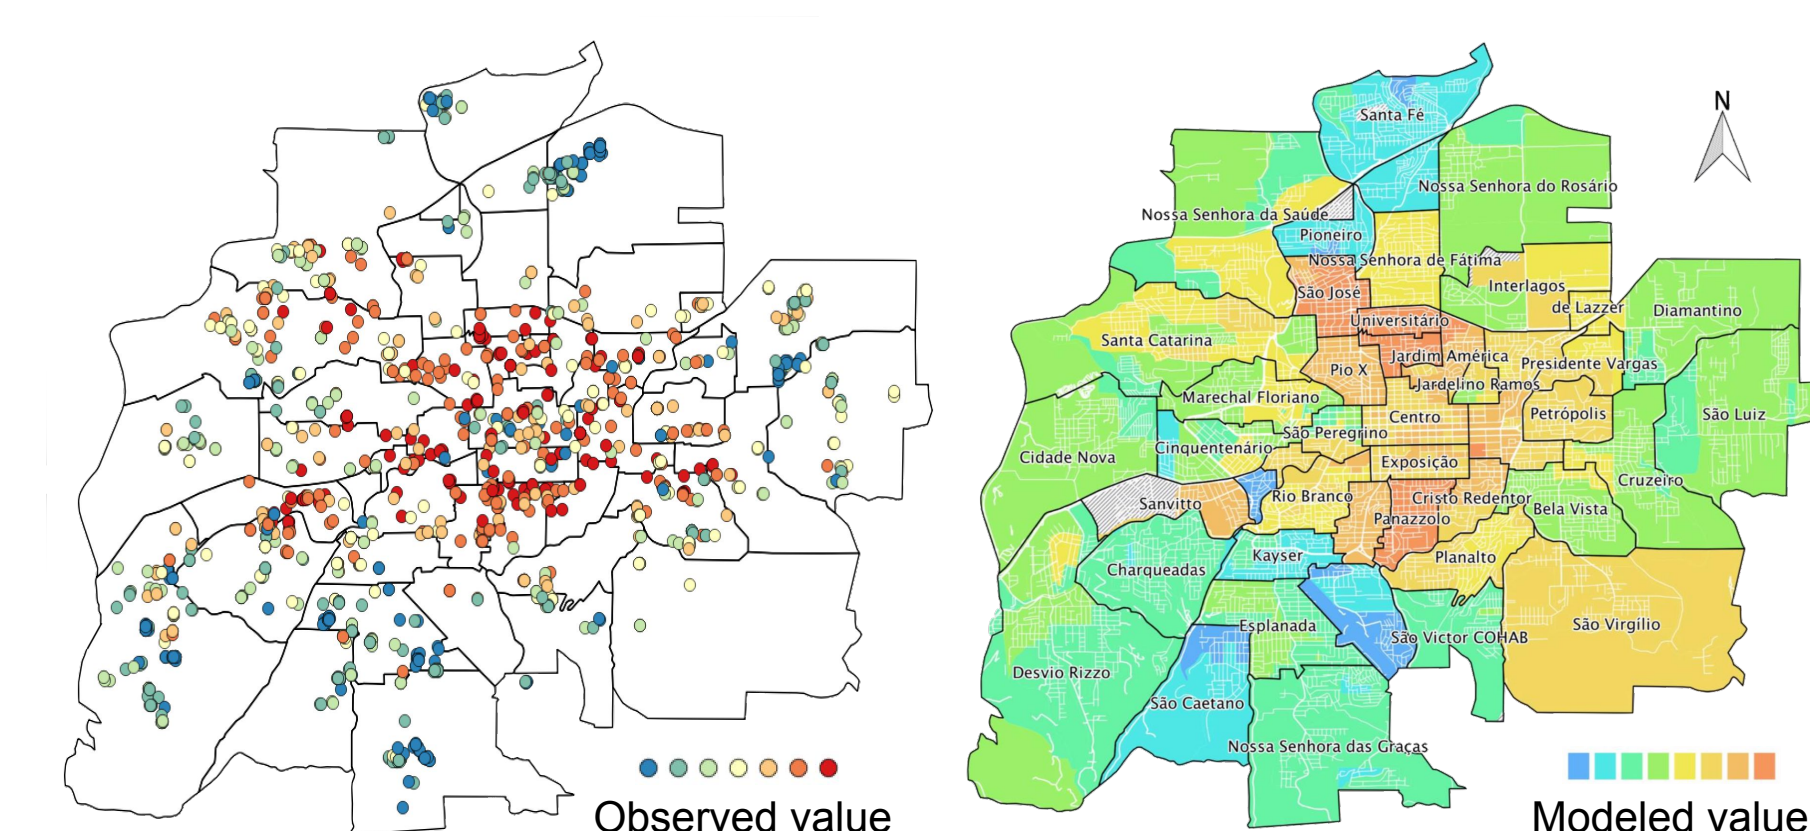 N
Santa Fé
Nossa Senhora do Rosário
Nossa Senhora da Saúde
Pioneiro
Nossa Senhora de Fátima
Interlagos
São José
de Lazzer
Diamantino
Universitário
Santa Catarina
Jardim América
Presidente Vargas
Pio X
Jardelino Ramos
Marechal Floriano
Centro
Petrópolis
São Luiz
São Peregrino
Cinquentenário
Cidade Nova
Exposição
Cruzeiro
Sanvitto
Rio Branco
Cristo Redentor
Bela Vista
Panazzolo
Kayser
Planalto
Charqueadas
Esplanada
São Victor COHAB
São Virgílio
Desvio Rizzo
São Caetano
Nossa Senhora das Graças
Observed value
Modeled value